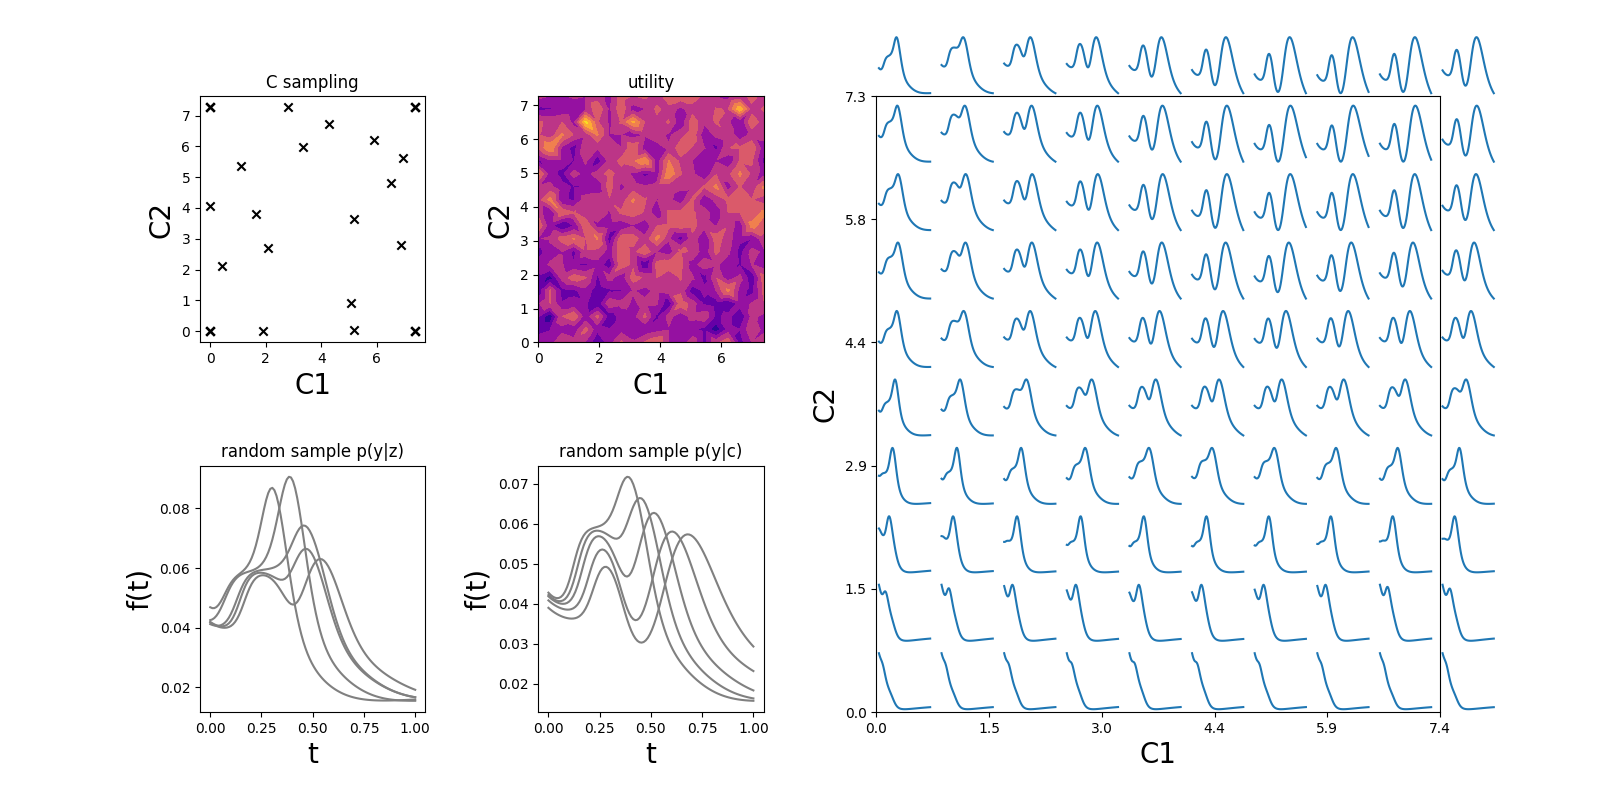 C sampling
7
6
5
4
3
2
1
0
C2
0 2 4 6
C1
utility
7
6
5
4
3
2
1
0
C2
0 2 4 6
C1
random sample p(y|z)
0.08
0.06
0.04
0.02
f(t)
0.00 0.25 0.50 0.75 1.00
t
random sample p(y|c)
0.07
0.06
0.05
0.04
0.03
0.02
f(t)
0.00 0.25 0.50 0.75 1.00
t
7.3
5.8
4.4
2.9
1.5
0.0
C2
0.0 1.5 3.0 4.4 5.9 7.4
C1